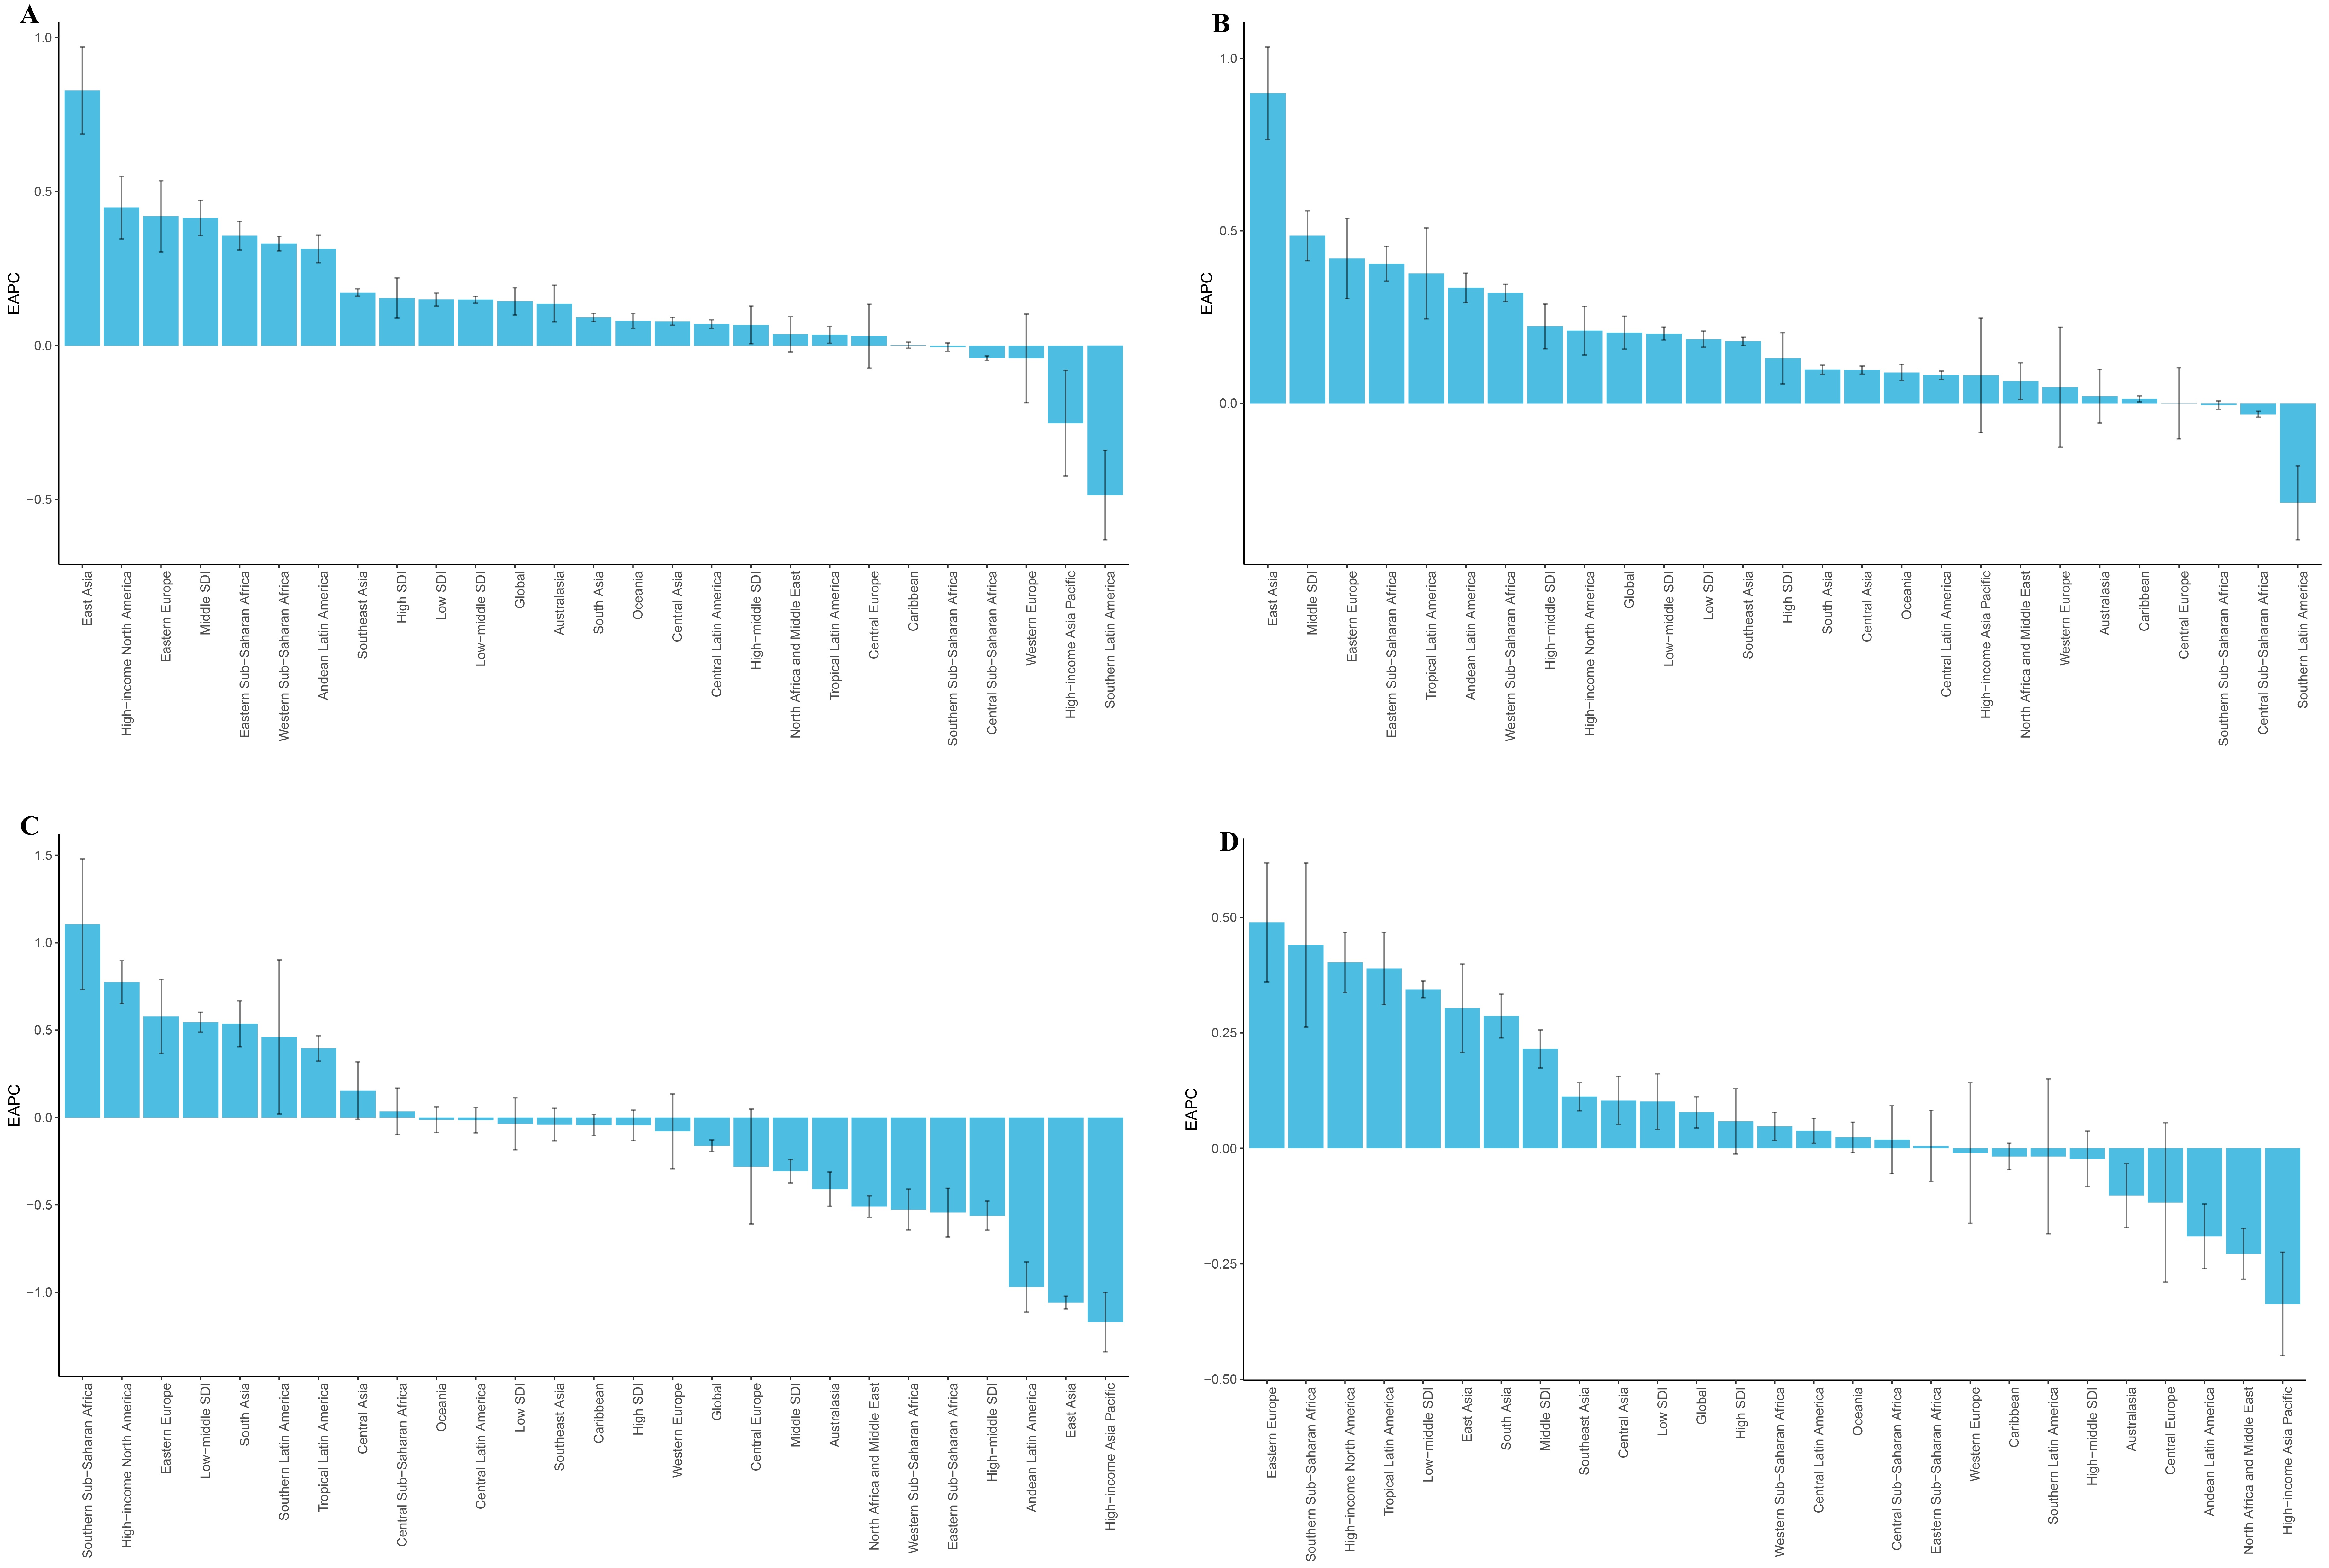 A
EAPC
1.0
0.5
0.0
−0.5
East Asia
High−income North America
Eastern Europe
Middle SDI
Eastern Sub−Saharan Africa
Western Sub−Saharan Africa
Andean Latin America
Southeast Asia
High SDI
Low SDI
Low−middle SDI
Global
Australasia
South Asia
Oceania
Central Asia
Central Latin America
High−middle SDI
North Africa and Middle East
Tropical Latin America
Central Europe
Caribbean
Southern Sub−Saharan Africa
Central Sub−Saharan Africa
Western Europe
High−income Asia Pacific
Southern Latin America
B
EAPC
1.0
0.5
0.0
East Asia
Middle SDI
Eastern Europe
Eastern Sub−Saharan Africa
Tropical Latin America
Andean Latin America
Western Sub−Saharan Africa
High−middle SDI
High−income North America
Global
Low−middle SDI
Low SDI
Southeast Asia
High SDI
South Asia
Central Asia
Oceania
Central Latin America
High−income Asia Pacific
North Africa and Middle East
Western Europe
Australasia
Caribbean
Central Europe
Southern Sub−Saharan Africa
Central Sub−Saharan Africa
Southern Latin America
C
EAPC
1.5
1.0
0.5
0.0
−0.5
−1.0
Southern Sub−Saharan Africa
High−income North America
Eastern Europe
Low−middle SDI
South Asia
Southern Latin America
Tropical Latin America
Central Asia
Central Sub−Saharan Africa
Oceania
Central Latin America
Low SDI
Southeast Asia
Caribbean
High SDI
Western Europe
Global
Central Europe
Middle SDI
Australasia
North Africa and Middle East
Western Sub−Saharan Africa
Eastern Sub−Saharan Africa
High−middle SDI
Andean Latin America
East Asia
High−income Asia Pacific
D
EAPC
0.50
0.25
0.00
−0.25
−0.50
Eastern Europe
Southern Sub−Saharan Africa
High−income North America
Tropical Latin America
Low−middle SDI
East Asia
South Asia
Middle SDI
Southeast Asia
Central Asia
Low SDI
Global
High SDI
Western Sub−Saharan Africa
Central Latin America
Oceania
Central Sub−Saharan Africa
Eastern Sub−Saharan Africa
Western Europe
Caribbean
Southern Latin America
High−middle SDI
Australasia
Central Europe
Andean Latin America
North Africa and Middle East
High−income Asia Pacific